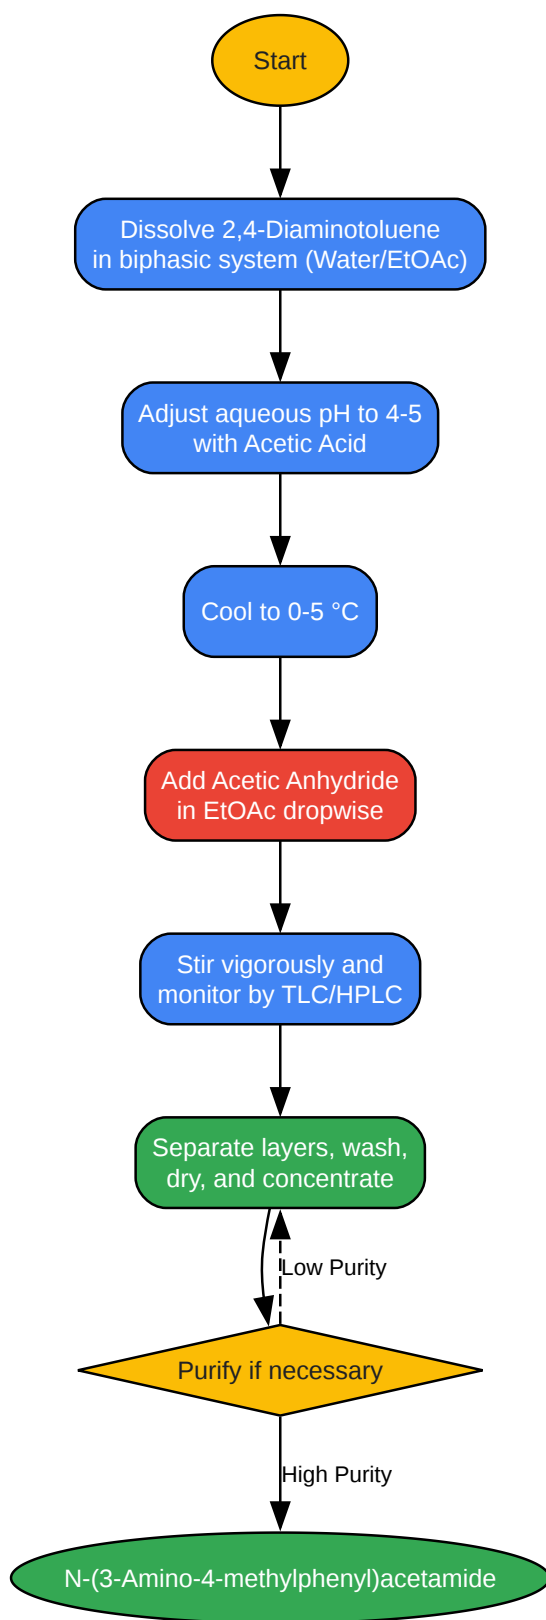 Start
Dissolve 2,4-Diaminotoluene
in biphasic system (Water/EtOAc)
Adjust aqueous pH to 4-5
with Acetic Acid
Cool to 0-5 °C
Add Acetic Anhydride
in EtOAc dropwise
Stir vigorously and
monitor by TLC/HPLC
Separate layers, wash,
dry, and concentrate
Low Purity
Purify if necessary
High Purity
N-(3-Amino-4-methylphenyl)acetamide